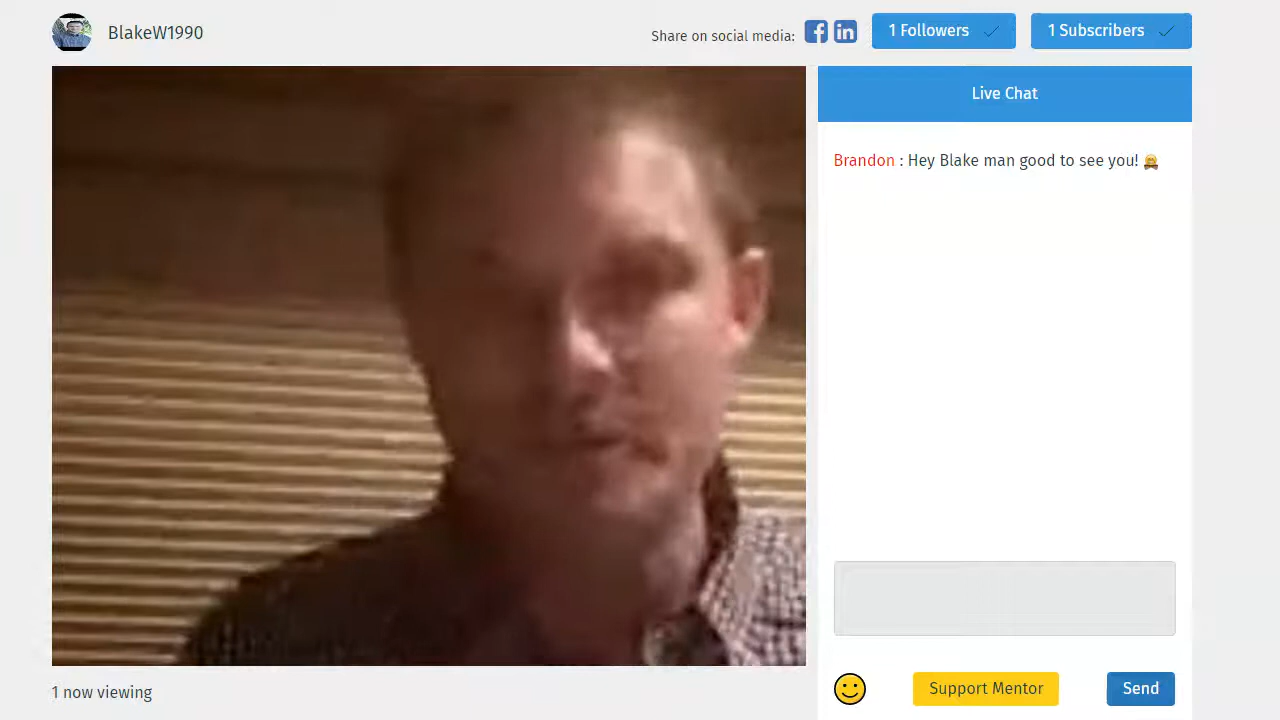 BlakeW1990
Share on social media:
1 Followers
1 Subscribers
Live Chat
Brandon : Hey Blake man good to see you!
1 now viewing
Support Mentor
Send